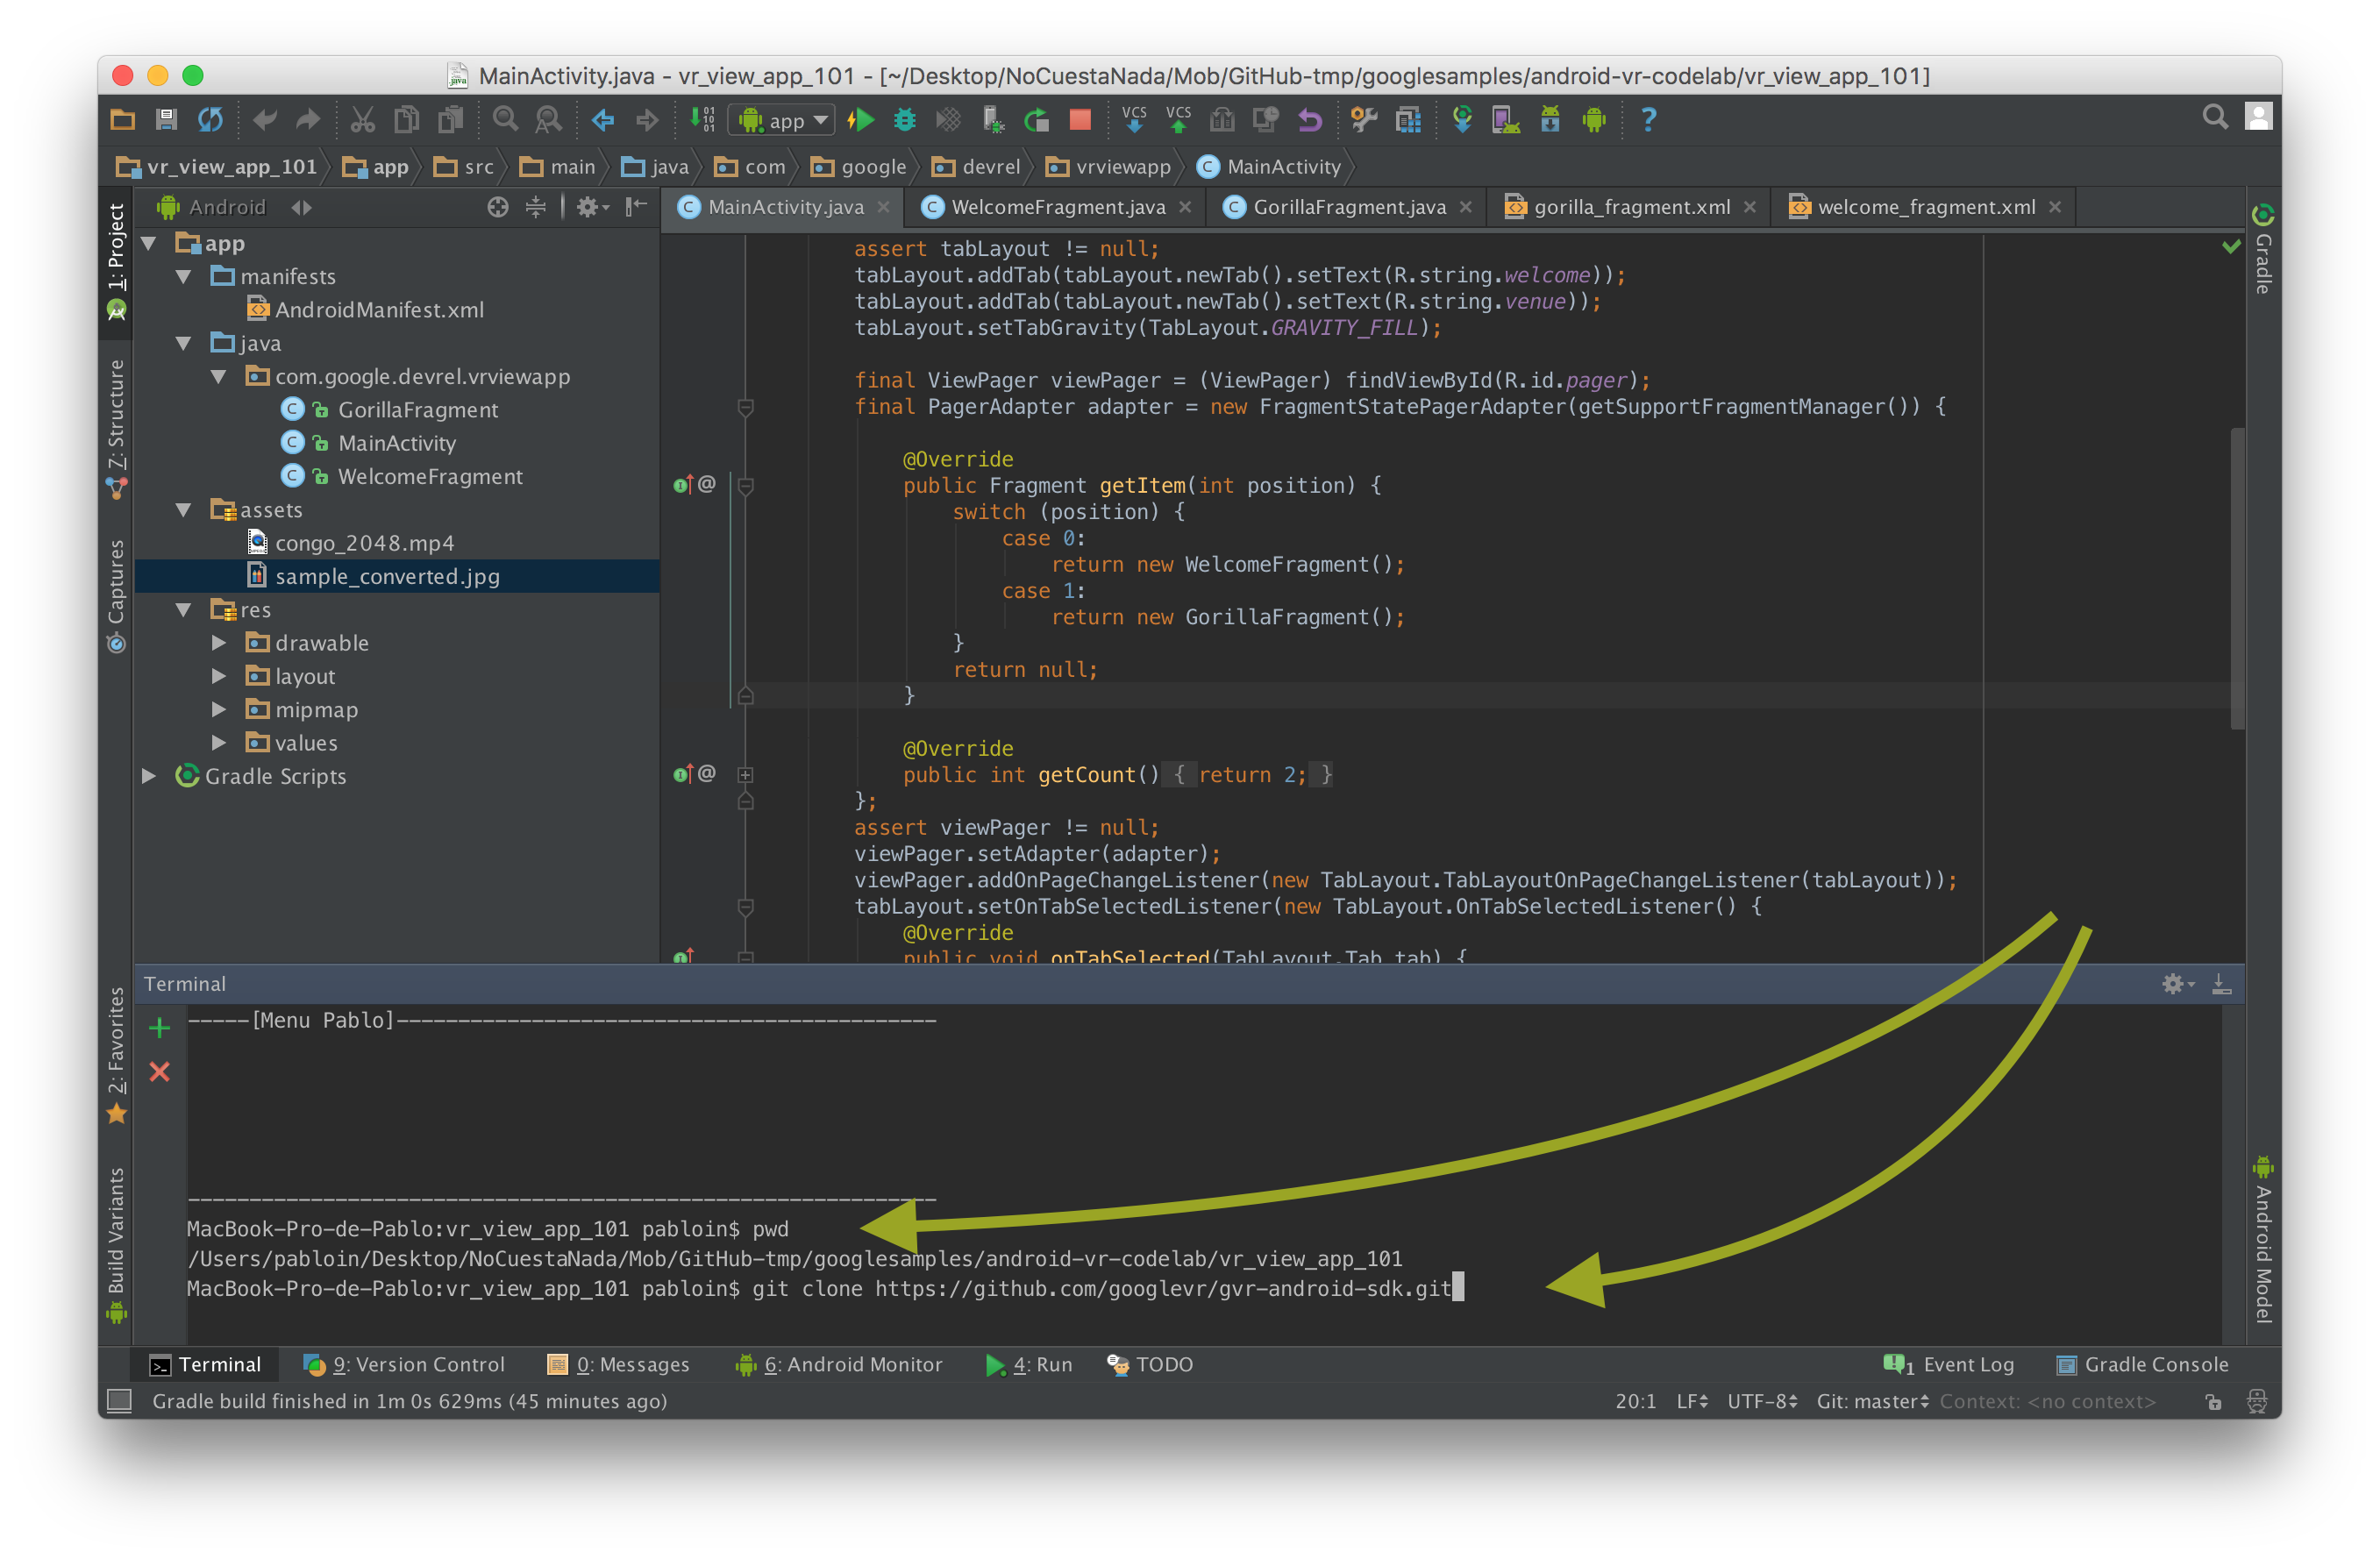 MainActivity.java - vr_view_app_101 - [~/Desktop/NoCuestaNada/Mob/GitHub-tmp/googlesamples/android-vr-codelab/vr_view_app_101]
app
VCS VCS
?
vr_view_app_101 app src main java com google devrel vrviewapp MainActivity
Android
MainActivity.java WelcomeFragment.java GorillaFragment.java gorilla_fragment.xml welcome_fragment.xml
1: Project
Z: Structure
Captures
2: Favorites
Build Variants
app
manifests
AndroidManifest.xml
java
com.google.devrel.vrviewapp
GorillaFragment
MainActivity
WelcomeFragment
assets
congo_2048.mp4
sample_converted.jpg
res
drawable
layout
mipmap
values
Gradle Scripts
assert tabLayout != null;
tabLayout.addTab(tabLayout.newTab().setText(R.string.welcome));
tabLayout.addTab(tabLayout.newTab().setText(R.string.venue));
tabLayout.setTabGravity(TabLayout.GRAVITY_FILL);
final ViewPager viewPager = (ViewPager) findViewById(R.id.pager);
final PagerAdapter adapter = new FragmentStatePagerAdapter(getSupportFragmentManager()) {
@Override
public Fragment getItem(int position) {
switch (position) {
case 0:
return new WelcomeFragment();
case 1:
return new GorillaFragment();
}
return null;
}
@Override
public int getCount() { return 2; }
};
assert viewPager != null;
viewPager.setAdapter(adapter);
viewPager.addOnPageChangeListener(new TabLayout.TabLayoutOnPageChangeListener(tabLayout));
tabLayout.setOnTabSelectedListener(new TabLayout.OnTabSelectedListener() {
@Override
public void onTabSelected(TabLayout.Tab tab) {
Gradle
Android Model
Terminal
-----[Menu Pablo]--------------------------------------------
-------------------------------------------------------------
MacBook-Pro-de-Pablo:vr_view_app_101 pabloin$ pwd
/Users/pabloin/Desktop/NoCuestaNada/Mob/GitHub-tmp/googlesamples/android-vr-codelab/vr_view_app_101
MacBook-Pro-de-Pablo:vr_view_app_101 pabloin$ git clone https://github.com/googlevr/gvr-android-sdk.git
Terminal 9: Version Control 0: Messages 6: Android Monitor 4: Run TODO 1 Event Log Gradle Console
Gradle build finished in 1m 0s 629ms (45 minutes ago) 20:1 LF UTF-8 Git: master Context: <no context>